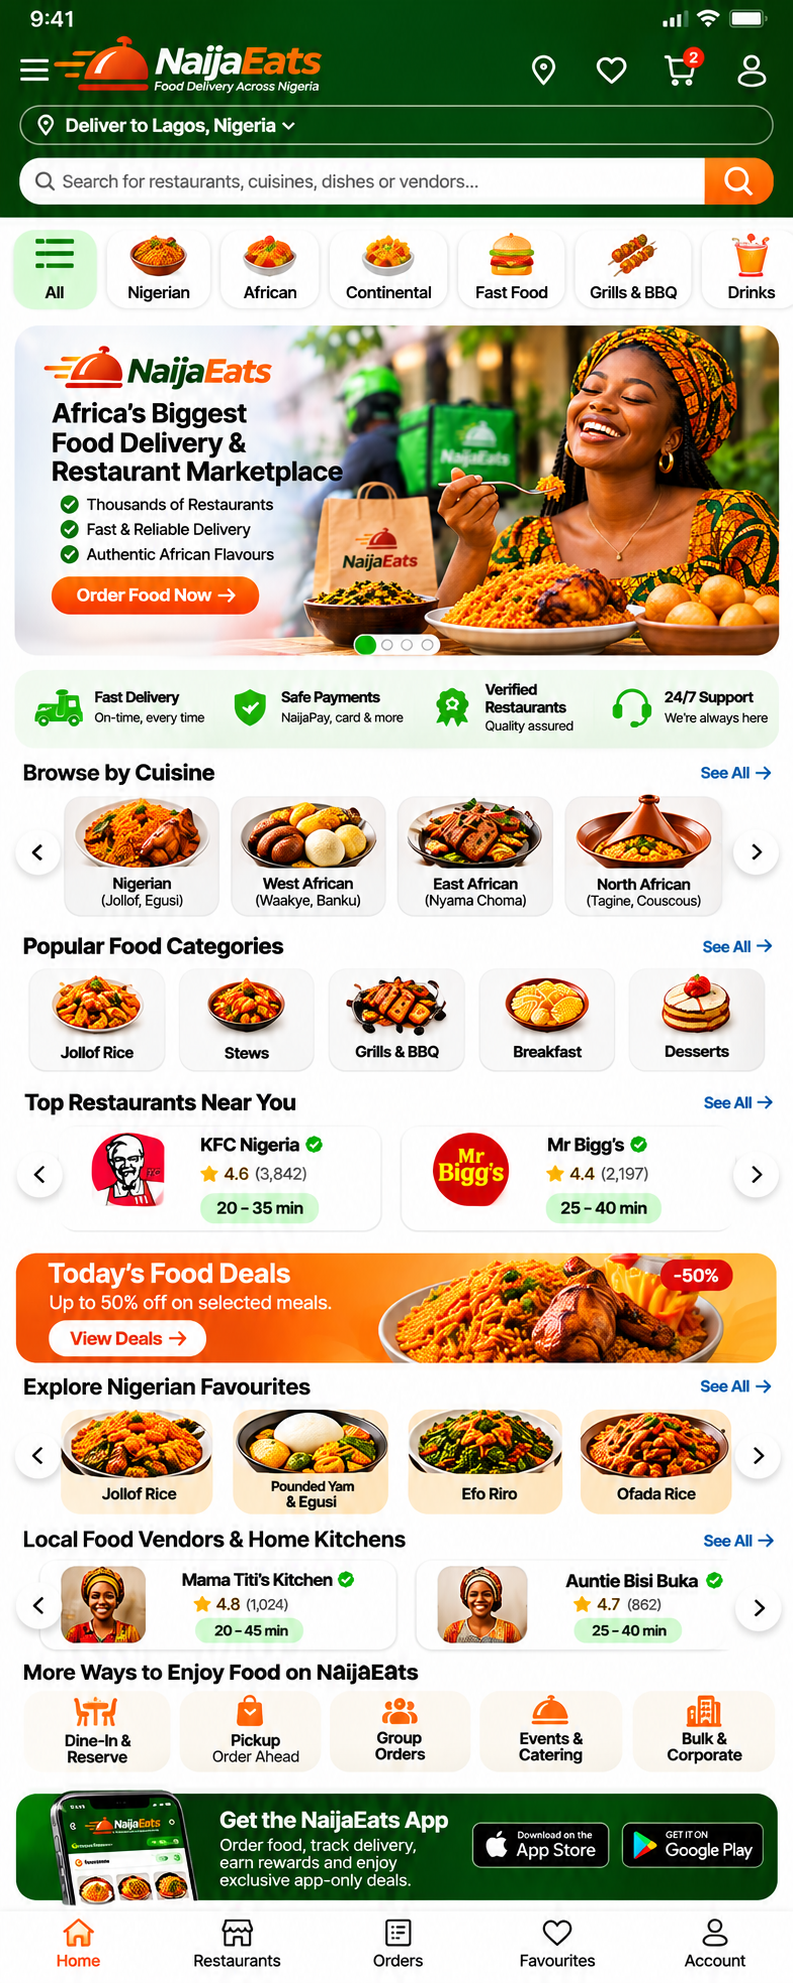 9:41
NaijaEats
Food Delivery Across Nigeria
2
Deliver to Lagos, Nigeria
Search for restaurants, cuisines, dishes or vendors...
All
Nigerian
African
Continental
Fast Food
Grills & BBQ
Drinks
NaijaEats
Africa's Biggest
Food Delivery &
Restaurant Marketplace
Thousands of Restaurants
Fast & Reliable Delivery
Authentic African Flavours
Order Food Now →
NaijaEats
NaijaEats
Fast Delivery
On-time, every time
Safe Payments
NaijaPay, card & more
Verified
Restaurants
Quality assured
24/7 Support
We're always here
Browse by Cuisine
See All →
Nigerian
(Jollof, Egusi)
West African
(Waakye, Banku)
East African
(Nyama Choma)
North African
(Tagine, Couscous)
Popular Food Categories
See All →
Jollof Rice
Stews
Grills & BBQ
Breakfast
Desserts
Top Restaurants Near You
See All →
KFC Nigeria
4.6 (3,842)
20 – 35 min
Mr
Bigg's
Mr Bigg's
4.4 (2,197)
25 – 40 min
Today's Food Deals
Up to 50% off on selected meals.
View Deals →
-50%
Explore Nigerian Favourites
See All →
Jollof Rice
Pounded Yam
& Egusi
Efo Riro
Ofada Rice
Local Food Vendors & Home Kitchens
See All →
Mama Titi's Kitchen
4.8 (1,024)
20 – 45 min
Auntie Bisi Buka
4.7 (862)
25 – 40 min
More Ways to Enjoy Food on NaijaEats
Dine-In &
Reserve
Pickup
Order Ahead
Group
Orders
Events &
Catering
Bulk &
Corporate
NaijaEats
Get the NaijaEats App
Order food, track delivery,
earn rewards and enjoy
exclusive app-only deals.
Download on the
App Store
GET IT ON
Google Play
Home
Restaurants
Orders
Favourites
Account